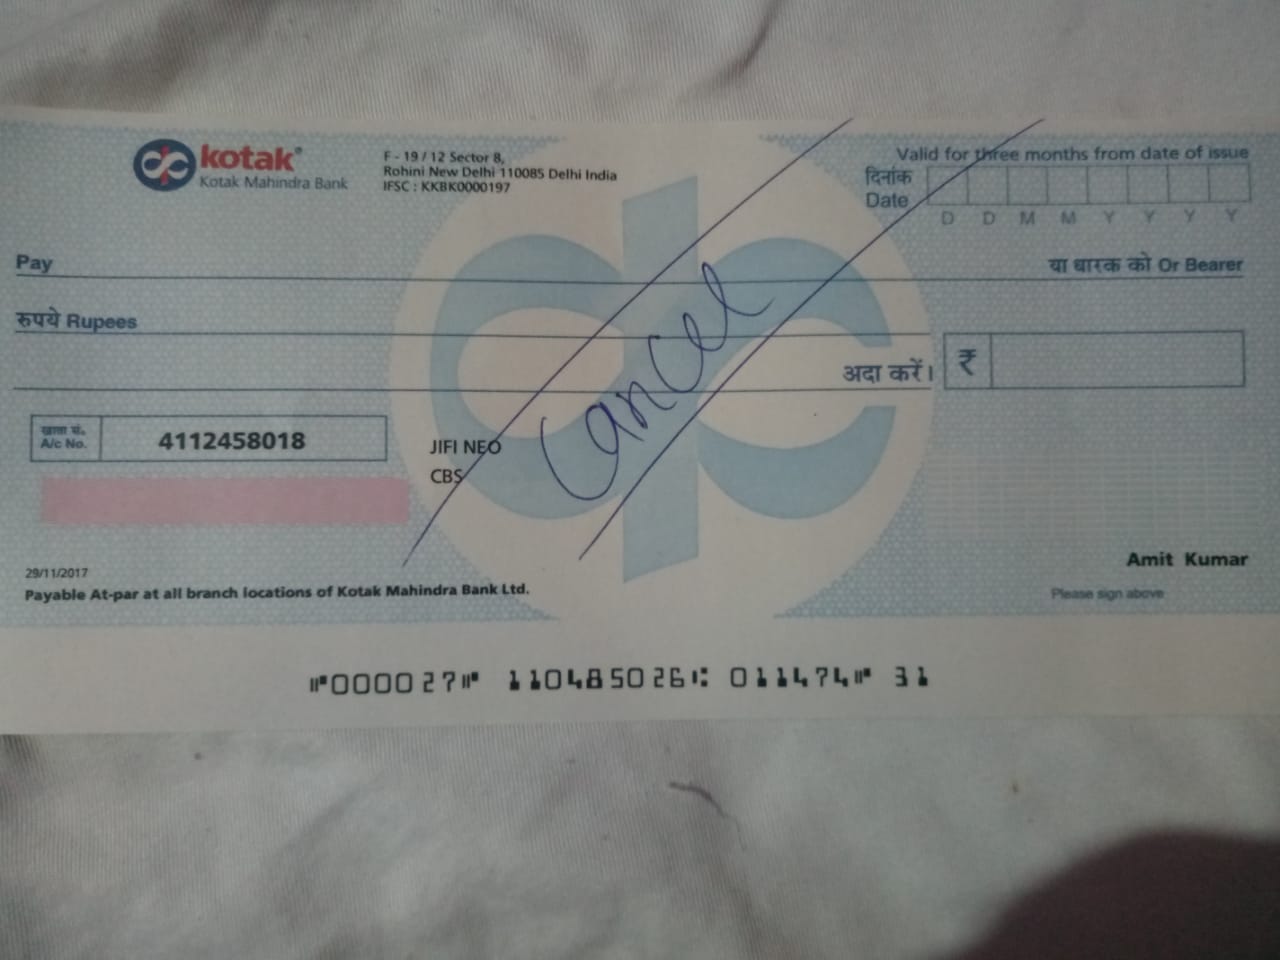 kotak
Kotak Mahindra Bank
F - 19 / 12 Sector 8,
Rohini New Delhi 110085 Delhi India
IFSC : KKBK0000197
Valid for three months from date of issue
दिनांक
Date
D D M M Y Y Y Y
Pay या धारक को Or Bearer
रुपये Rupees
अदा करें। ₹
खाता सं.
A/c No. 4112458018
JIFI NEO
CBS
Cancel
29/11/2017
Payable At-par at all branch locations of Kotak Mahindra Bank Ltd.
Amit Kumar
Please sign above
⑈000027⑈ 110485026⑆ 011474⑈ 31